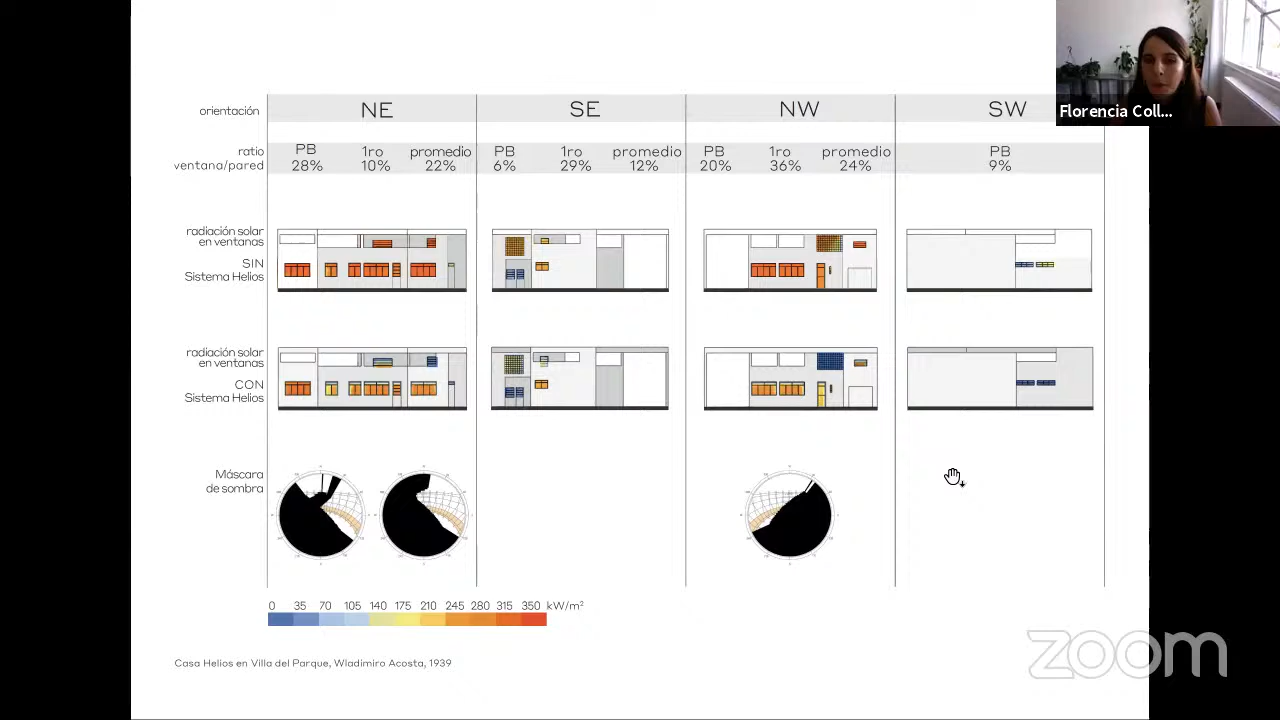 orientación NE SE NW SW
Florencia Coll...
ratio PB 1ro promedio PB 1ro promedio PB 1ro promedio PB
ventana/pared 28% 10% 22% 6% 29% 12% 20% 36% 24% 9%
radiación solar
en ventanas
SIN
Sistema Helios
radiación solar
en ventanas
CON
Sistema Helios
Máscara
de sombra
0 35 70 105 140 175 210 245 280 315 350 kW/m²
zoom
Casa Helios en Villa del Parque, Wladimiro Acosta, 1939